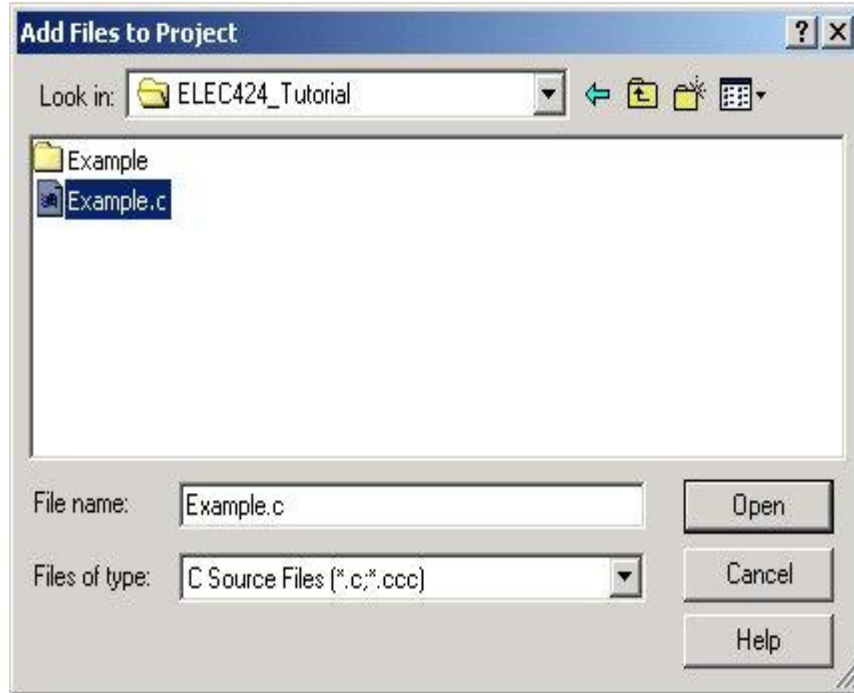 Add Files to Project
Look in: ELEC424_Tutorial
Example
Example.c
File name: Example.c
Open
Files of type: C Source Files (*.c;*.ccc)
Cancel
Help